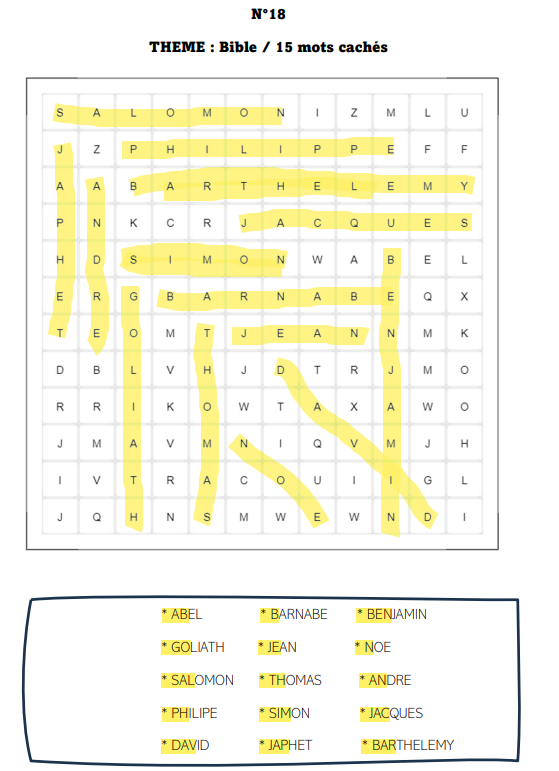 N°18
THEME : Bible / 15 mots cachés
S A L O M O N I Z M L U
J Z P H I L I P P E F F
A A B A R T H E L E M Y
P N K C R J A C Q U E S
H D S I M O N W A B E L
E R G B A R N A B E Q X
T E O M T J E A N N M K
D B L V H J D T R J M O
R R I K O W T A X A W O
J M A V M N I Q V M J H
I V T R A C O U I I G L
J Q H N S M W E W N D I
* ABEL * BARNABE * BENJAMIN
* GOLIATH * JEAN * NOE
* SALOMON * THOMAS * ANDRE
* PHILIPE * SIMON * JACQUES
* DAVID * JAPHET * BARTHELEMY